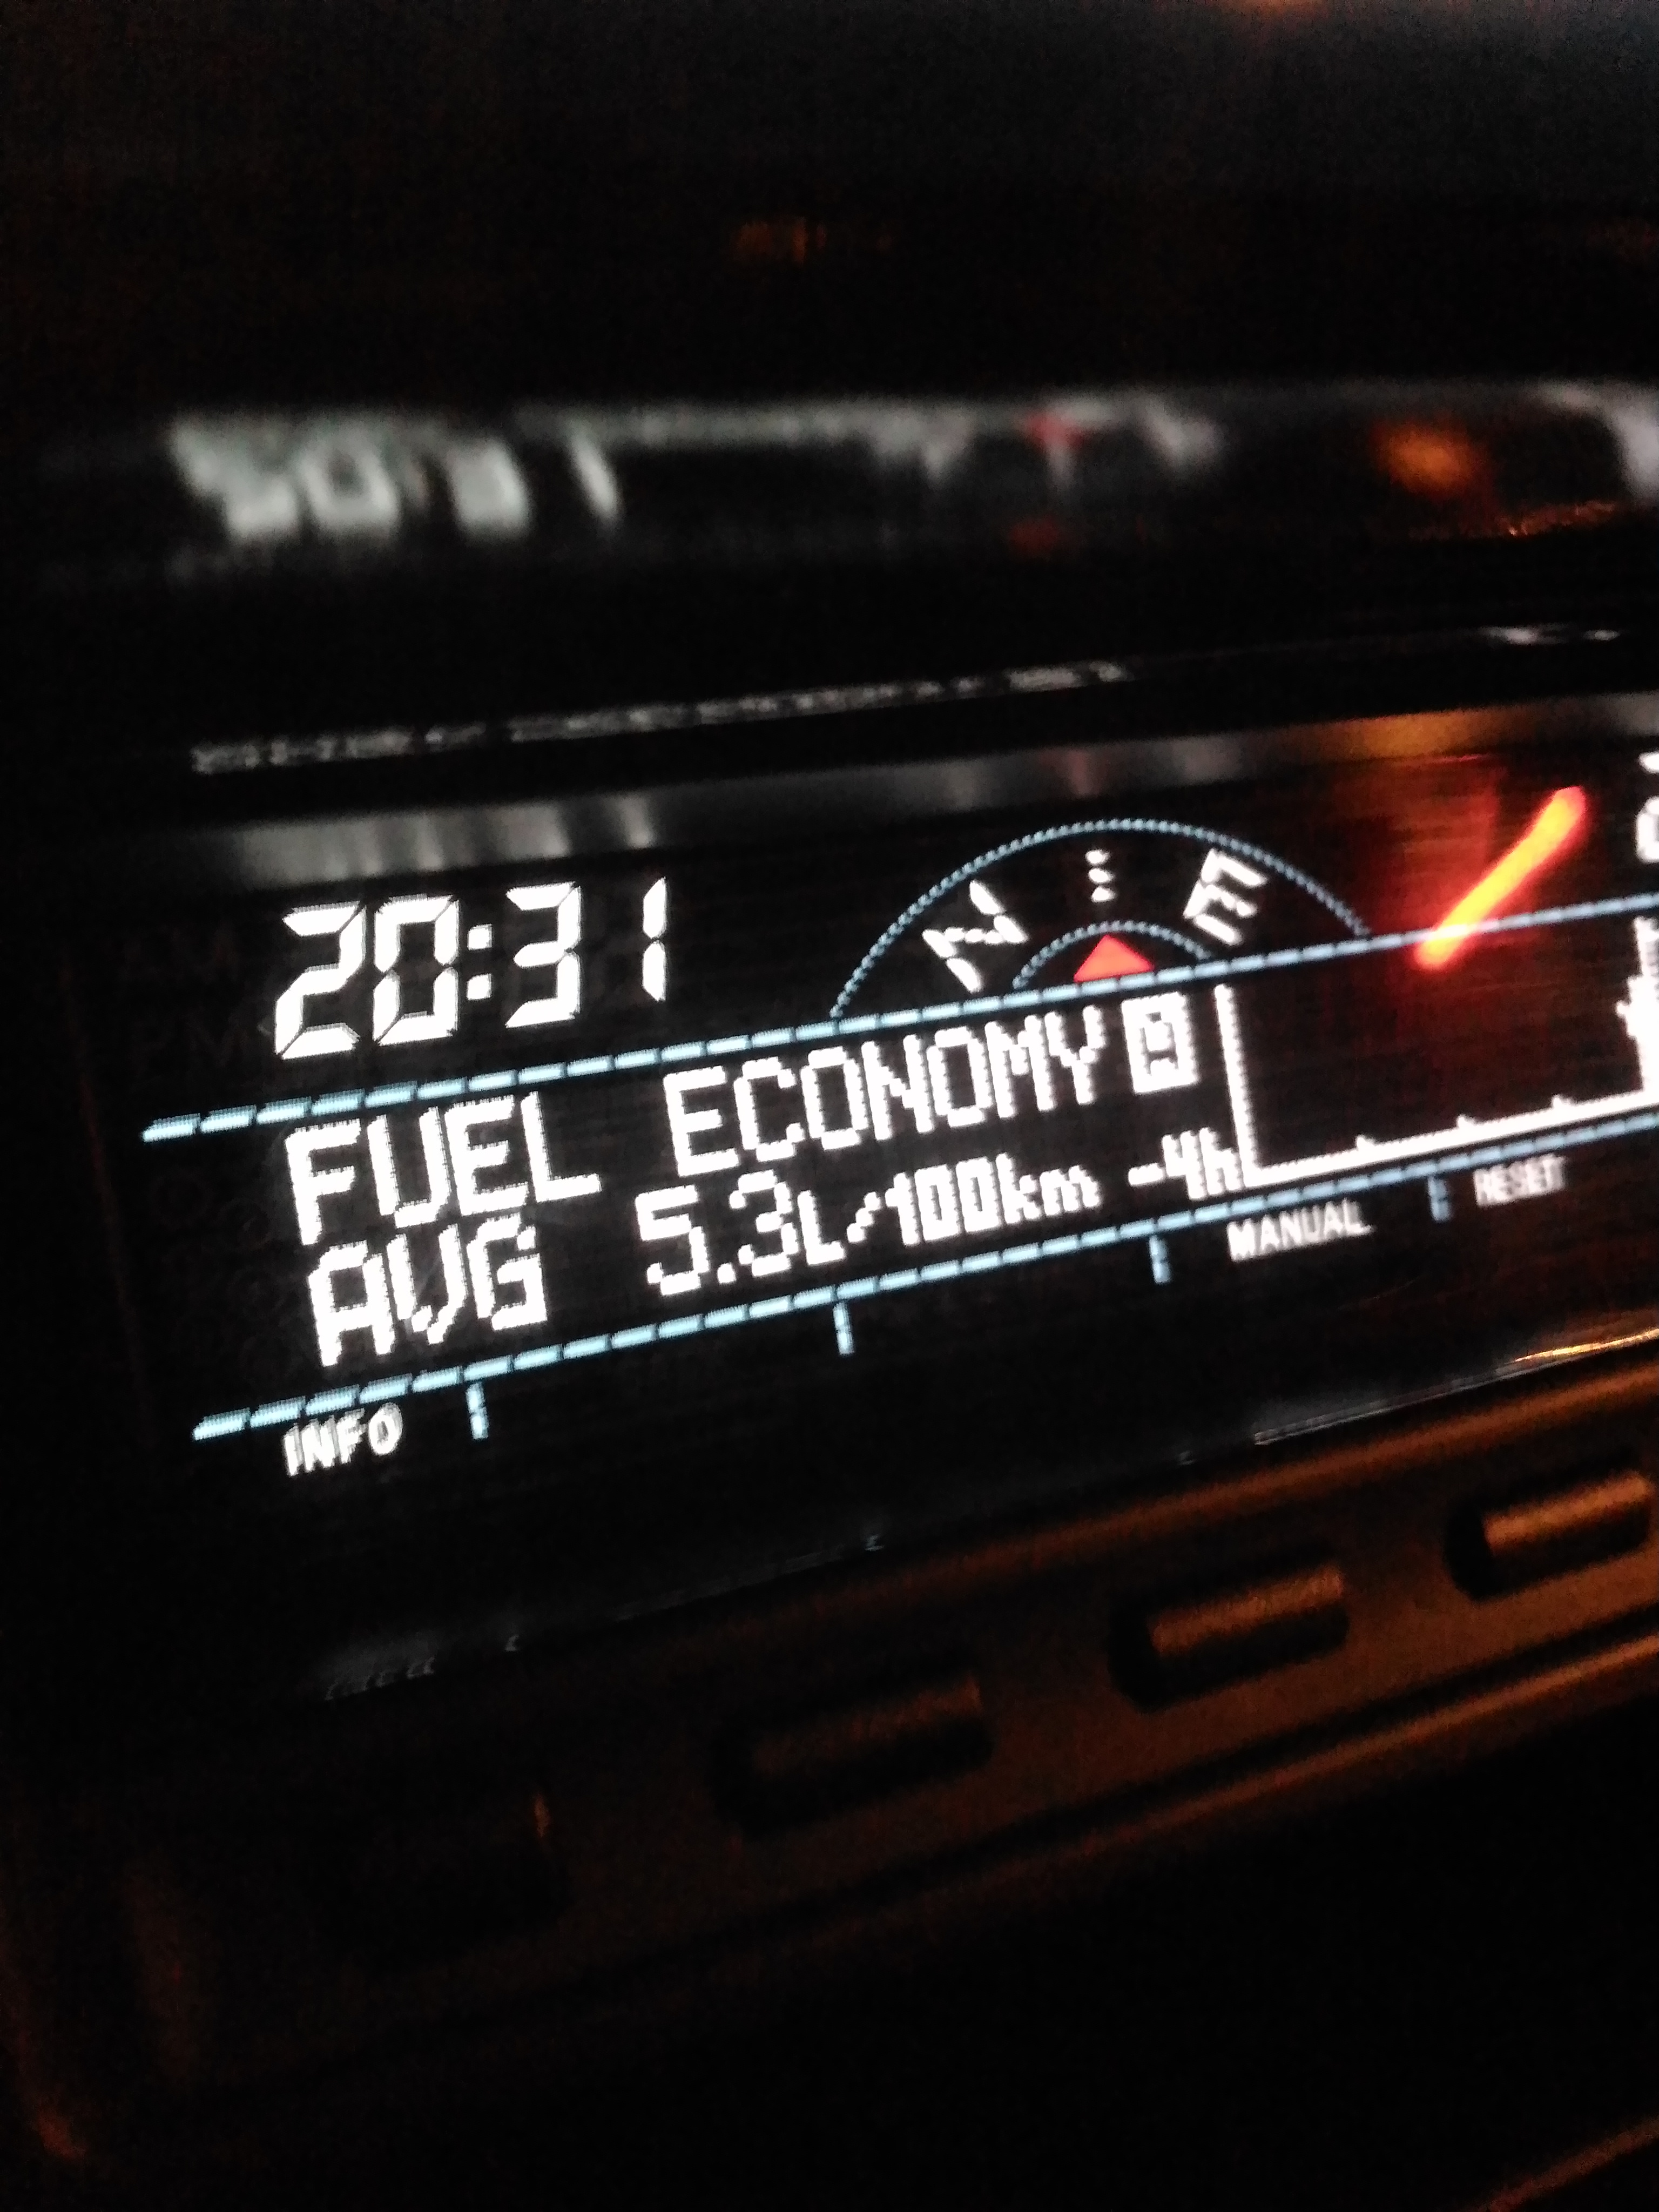 20:31
N E
FUEL ECONOMY M
AVG 5.3L/100km -4h
MANUAL RESET
INFO